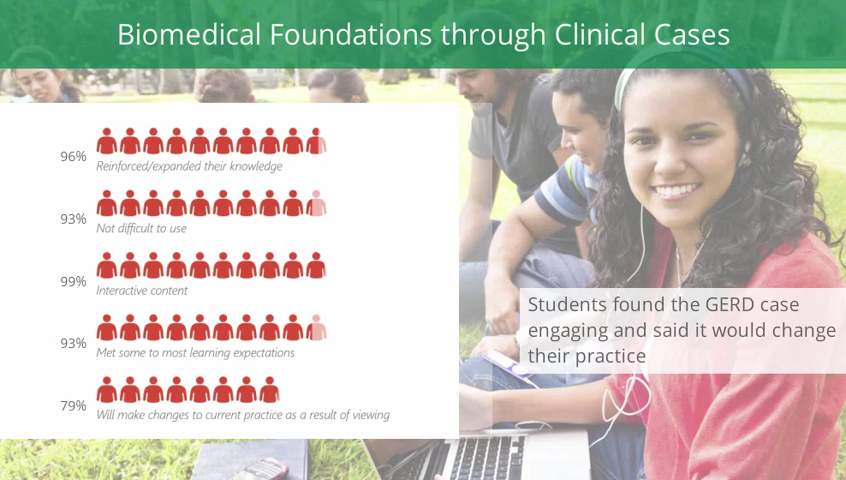 Biomedical Foundations through Clinical Cases
96%
Reinforced/expanded their knowledge
93%
Not difficult to use
99%
Interactive content
93%
Met some to most learning expectations
79%
Will make changes to current practice as a result of viewing
Students found the GERD case
engaging and said it would change
their practice